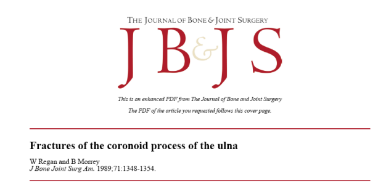 THE JOURNAL OF BONE & JOINT SURGERY
JB&JS
This is an enhanced PDF from The Journal of Bone and Joint Surgery
The PDF of the article you requested follows this cover page.
Fractures of the coronoid process of the ulna
W Regan and B Morrey
J Bone Joint Surg Am. 1989;71:1348-1354.